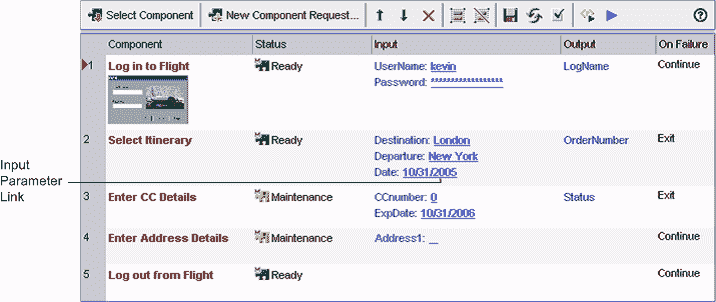 Select Component New Component Request...
Component Status Input Output On Failure
1 Log in to Flight Ready UserName: kevin LogName Continue
Password: ******************
2 Select Itinerary Ready Destination: London OrderNumber Exit
Departure: New York
Date: 10/31/2005
Input
Parameter
Link
3 Enter CC Details Maintenance CCnumber: 0 Status Exit
ExpDate: 10/31/2006
4 Enter Address Details Maintenance Address1: __ Continue
5 Log out from Flight Ready Continue